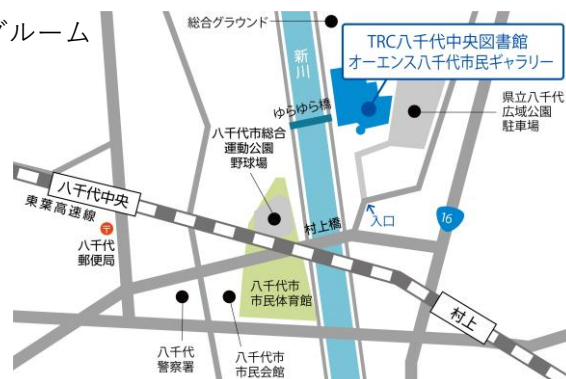 グルーム
総合グラウンド
TRC八千代中央図書館
オーエンス八千代市民ギャラリー
新川
ゆらゆら橋
県立八千代
広域公園
駐車場
八千代市総合
運動公園
野球場
八千代中央
東葉高速線
村上橋
入口
16
〒
八千代
郵便局
八千代市
市民体育館
村上
八千代
警察署
八千代市
市民会館